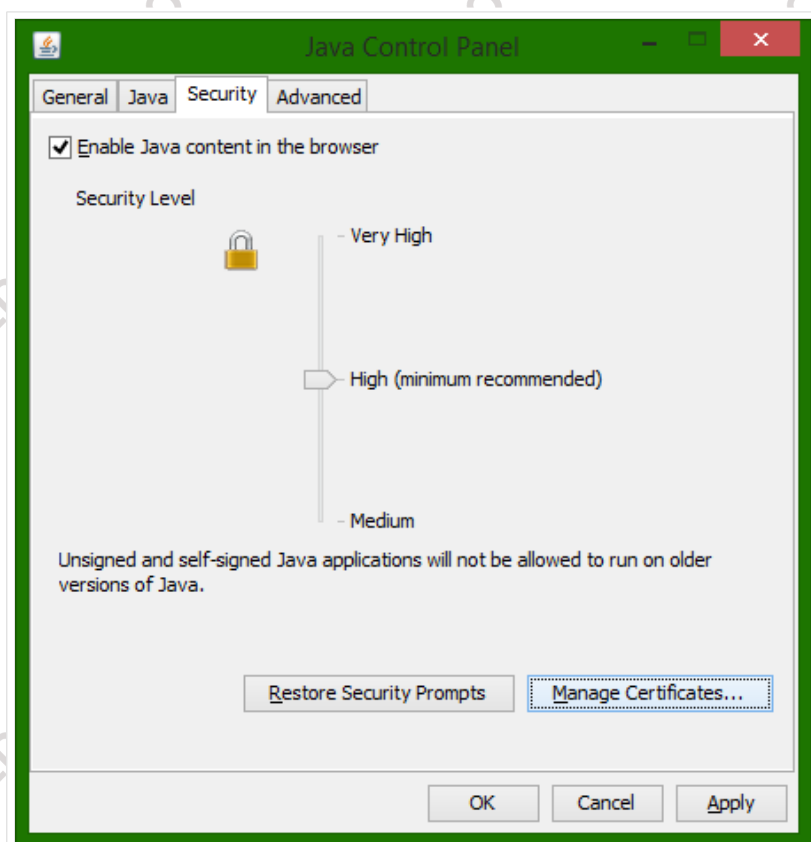 Java Control Panel
General Java Security Advanced
Enable Java content in the browser
Security Level
- Very High
- High (minimum recommended)
- Medium
Unsigned and self-signed Java applications will not be allowed to run on older
versions of Java.
Restore Security Prompts Manage Certificates...
OK Cancel Apply